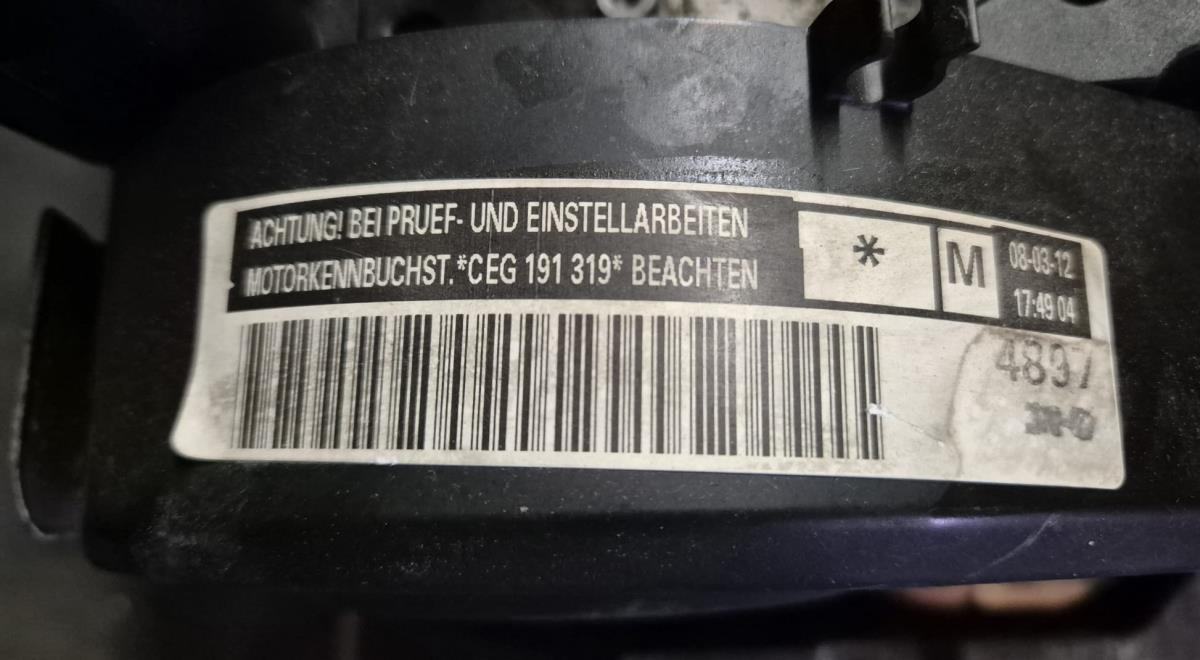 ACHTUNG! BEI PRUEF- UND EINSTELLARBEITEN
MOTORKENNBUCHST.*CEG 191 319* BEACHTEN
*
M
08-03-12
17:49 04
4897